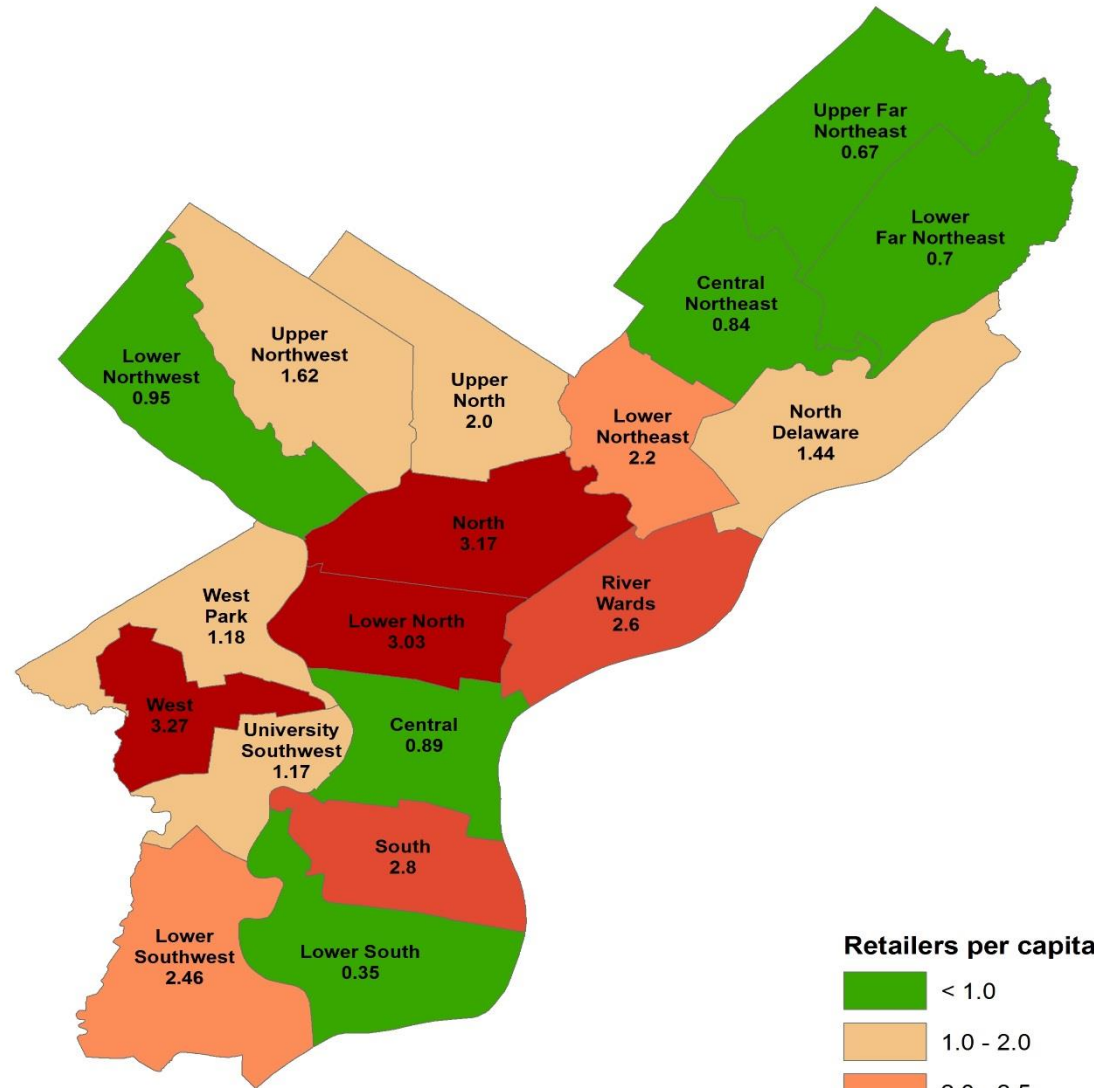 Upper Far
Northeast
0.67
Lower
Far Northeast
0.7
Central
Northeast
0.84
Upper
Northwest
1.62
Lower
Northwest
0.95
Upper
North
2.0
Lower
Northeast
2.2
North
Delaware
1.44
North
3.17
River
Wards
2.6
West
Park
1.18
Lower North
3.03
West
3.27
University
Southwest
1.17
Central
0.89
South
2.8
Lower
Southwest
2.46
Lower South
0.35
Retailers per capita
< 1.0
1.0 - 2.0